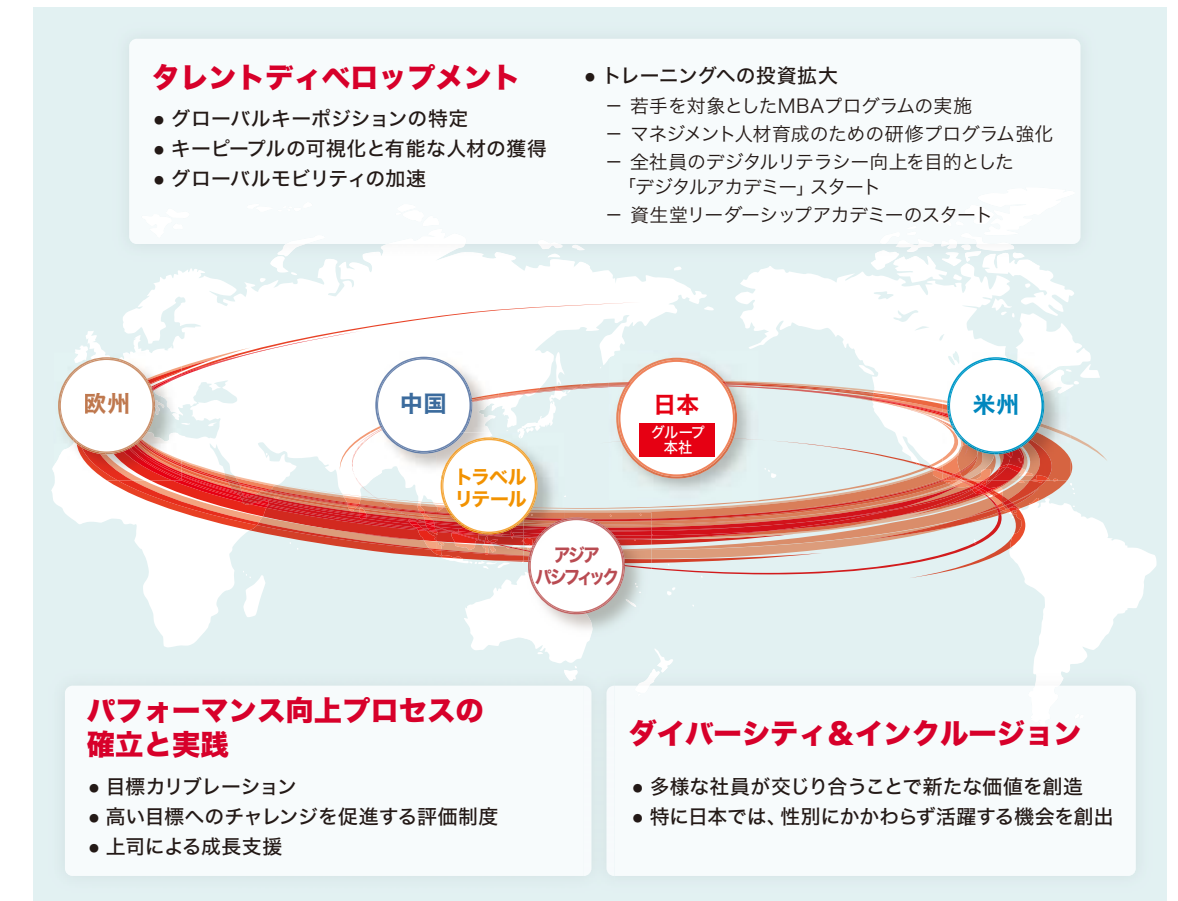 タレントディベロップメント
● グローバルキーポジションの特定
● キーピープルの可視化と有能な人材の獲得
● グローバルモビリティの加速
● トレーニングへの投資拡大
― 若手を対象としたMBAプログラムの実施
― マネジメント人材育成のための研修プログラム強化
― 全社員のデジタルリテラシー向上を目的とした
「デジタルアカデミー」 スタート
― 資生堂リーダーシップアカデミーのスタート
欧州
中国
日本
グループ
本社
米州
トラベル
リテール
アジア
パシフィック
パフォーマンス向上プロセスの
確立と実践
● 目標カリブレーション
● 高い目標へのチャレンジを促進する評価制度
● 上司による成長支援
ダイバーシティ&インクルージョン
● 多様な社員が交じり合うことで新たな価値を創造
● 特に日本では、性別にかかわらず活躍する機会を創出